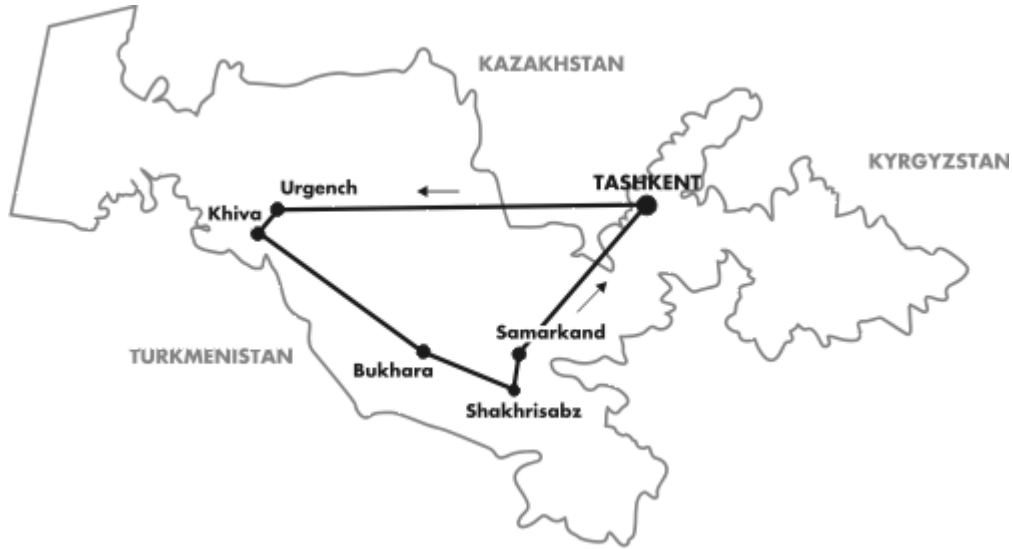 KAZAKHSTAN
KYRGYZSTAN
TASHKENT
Urgench
Khiva
Samarkand
TURKMENISTAN
Bukhara
Shakhrisabz